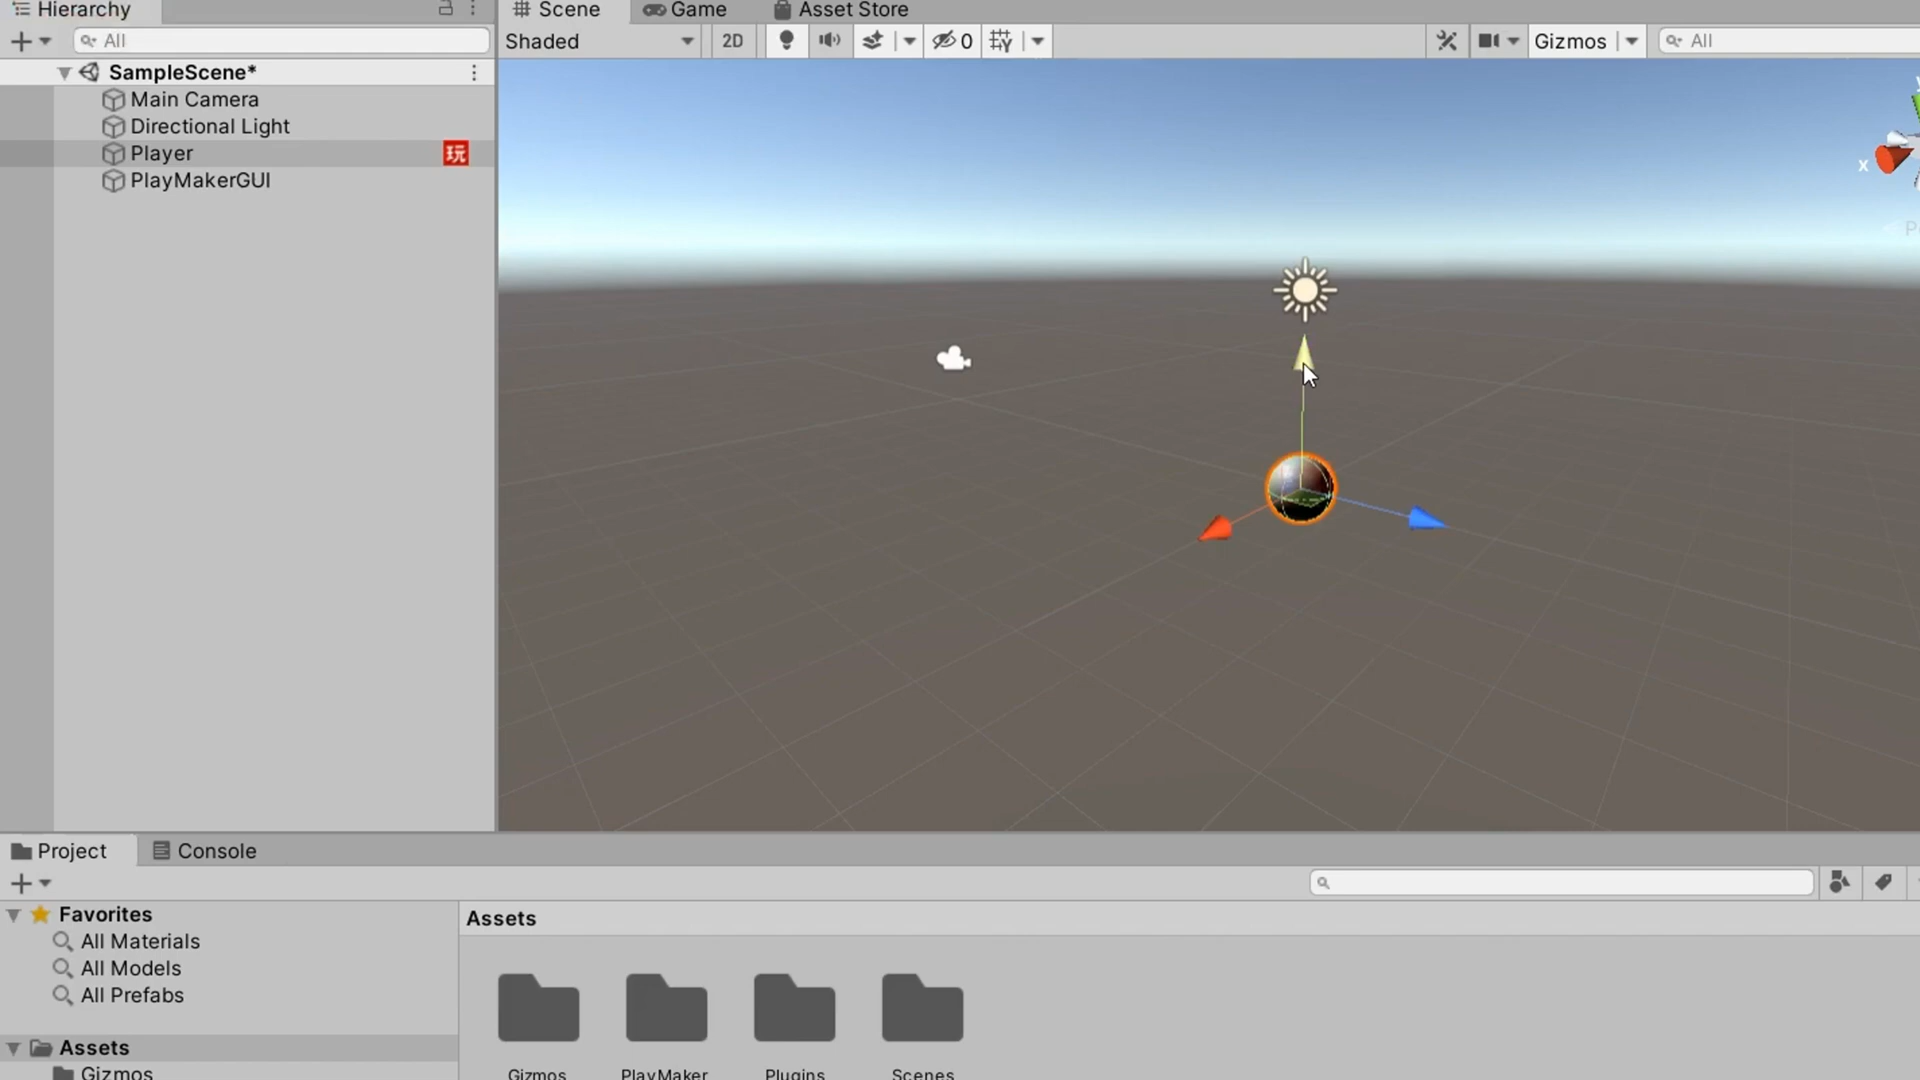 Hierarchy
Scene
Game
Asset Store
All
Shaded
2D
0
Gizmos
All
SampleScene*
Main Camera
Directional Light
Player
玩
PlayMakerGUI
x
Project
Console
Favorites
All Materials
All Models
All Prefabs
Assets
Gizmos
Assets
Gizmos
PlayMaker
Plugins
Scenes